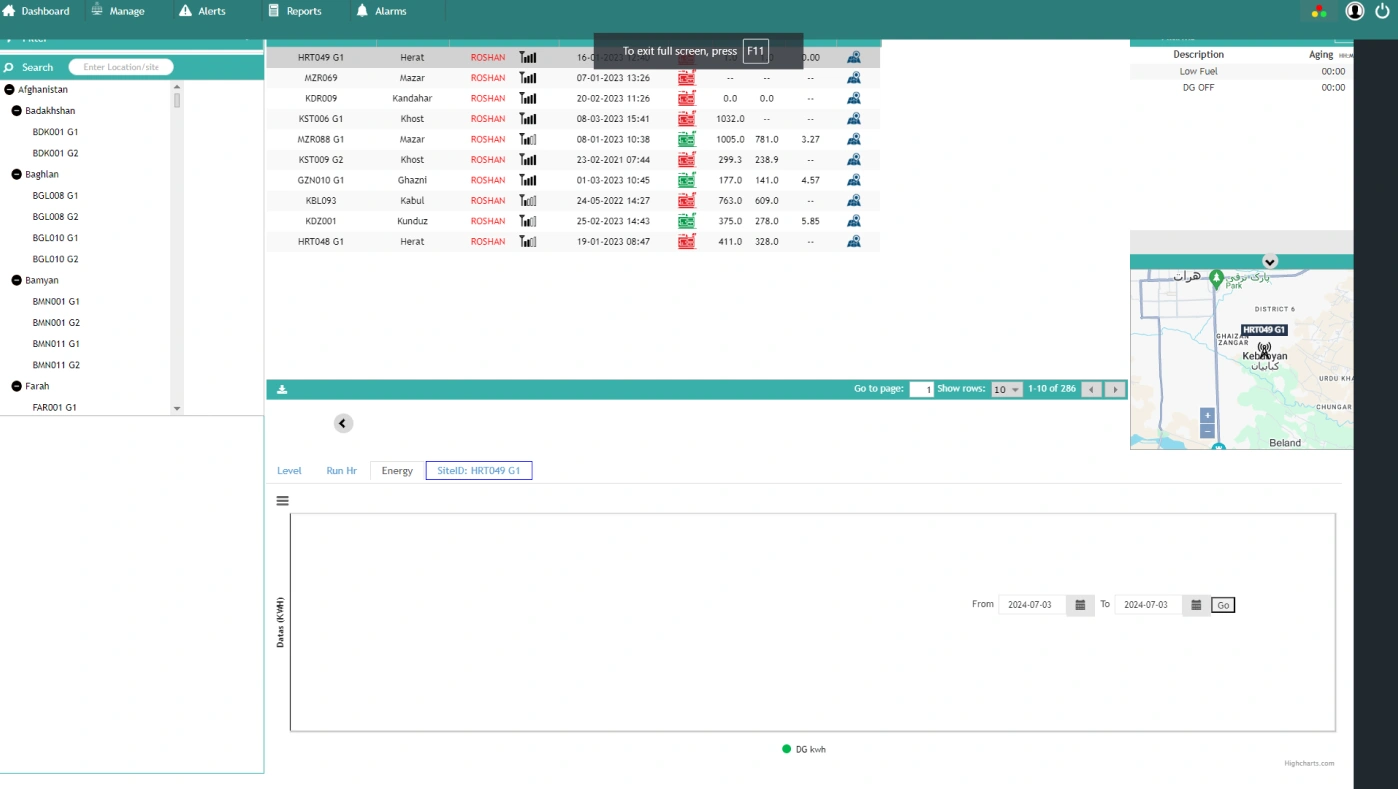 Dashboard Manage Alerts Reports Alarms
To exit full screen, press F11
Search Enter Location/site
Afghanistan
Badakhshan
BDK001 G1
BDK001 G2
Baghlan
BGL008 G1
BGL008 G2
BGL010 G1
BGL010 G2
Bamyan
BMN001 G1
BMN001 G2
BMN011 G1
BMN011 G2
Farah
FAR001 G1
HRT049 G1 Herat ROSHAN 0.00
MZR069 Mazar ROSHAN 07-01-2023 13:26 -- -- --
KDR009 Kandahar ROSHAN 20-02-2023 11:26 0.0 0.0 --
KST006 G1 Khost ROSHAN 08-03-2023 15:41 1032.0 -- --
MZR088 G1 Mazar ROSHAN 08-01-2023 10:38 1005.0 781.0 3.27
KST009 G2 Khost ROSHAN 23-02-2021 07:44 299.3 238.9 --
GZN010 G1 Ghazni ROSHAN 01-03-2023 10:45 177.0 141.0 4.57
KBL093 Kabul ROSHAN 24-05-2022 14:27 763.0 609.0 --
KDZ001 Kunduz ROSHAN 25-02-2023 14:43 375.0 278.0 5.85
HRT048 G1 Herat ROSHAN 19-01-2023 08:47 411.0 328.0 --
Go to page: 1 Show rows: 10 1-10 of 286
Description Aging HH:M
Low Fuel 00:00
DG OFF 00:00
هرات
پارک ترقی
Park
DISTRICT 6
HRT049 G1
GHAIZAN
ZANGAR
کبابیان
URDU KHA
CHUNGAR
+
−
Beland
Level Run Hr Energy SiteID: HRT049 G1
Datas (KWH)
From 2024-07-03 To 2024-07-03 Go
DG kwh
Highcharts.com